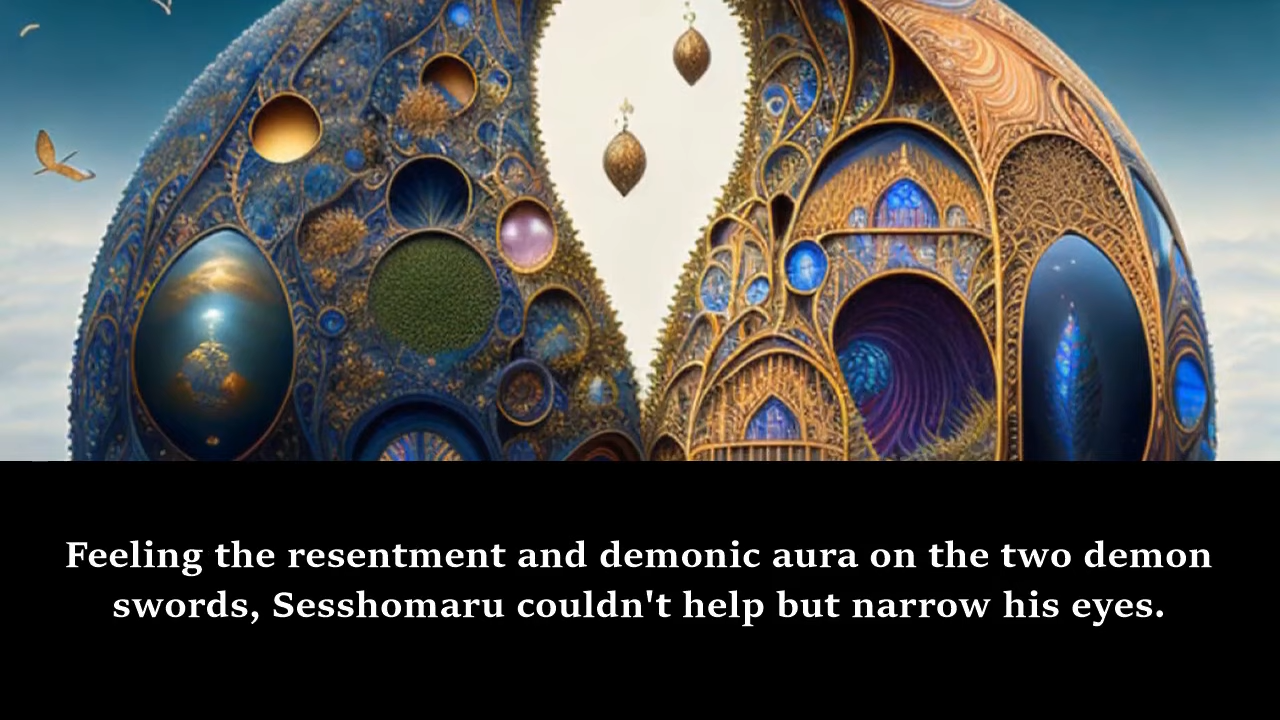 Feeling the resentment and demonic aura on the two demon
swords, Sesshomaru couldn't help but narrow his eyes.